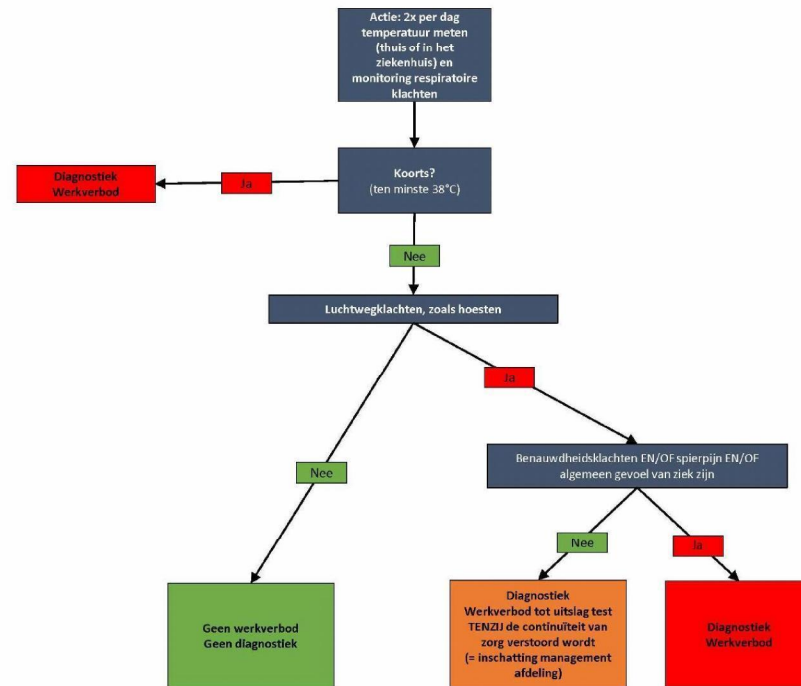 Actie: 2x per dag
temperatuur meten
(thuis of in het
ziekenhuis) en
monitoring respiratoire
klachten
Koorts?
(ten minste 38°C)
Ja
Diagnostiek
Werkverbod
Nee
Luchtwegklachten, zoals hoesten
Ja
Benauwdheidsklachten EN/OF spierpijn EN/OF
algemeen gevoel van ziek zijn
Nee
Nee
Ja
Geen werkverbod
Geen diagnostiek
Diagnostiek
Werkverbod tot uitslag test
TENZIJ de continuïteit van
zorg verstoord wordt
(= inschatting management
afdeling)
Diagnostiek
Werkverbod